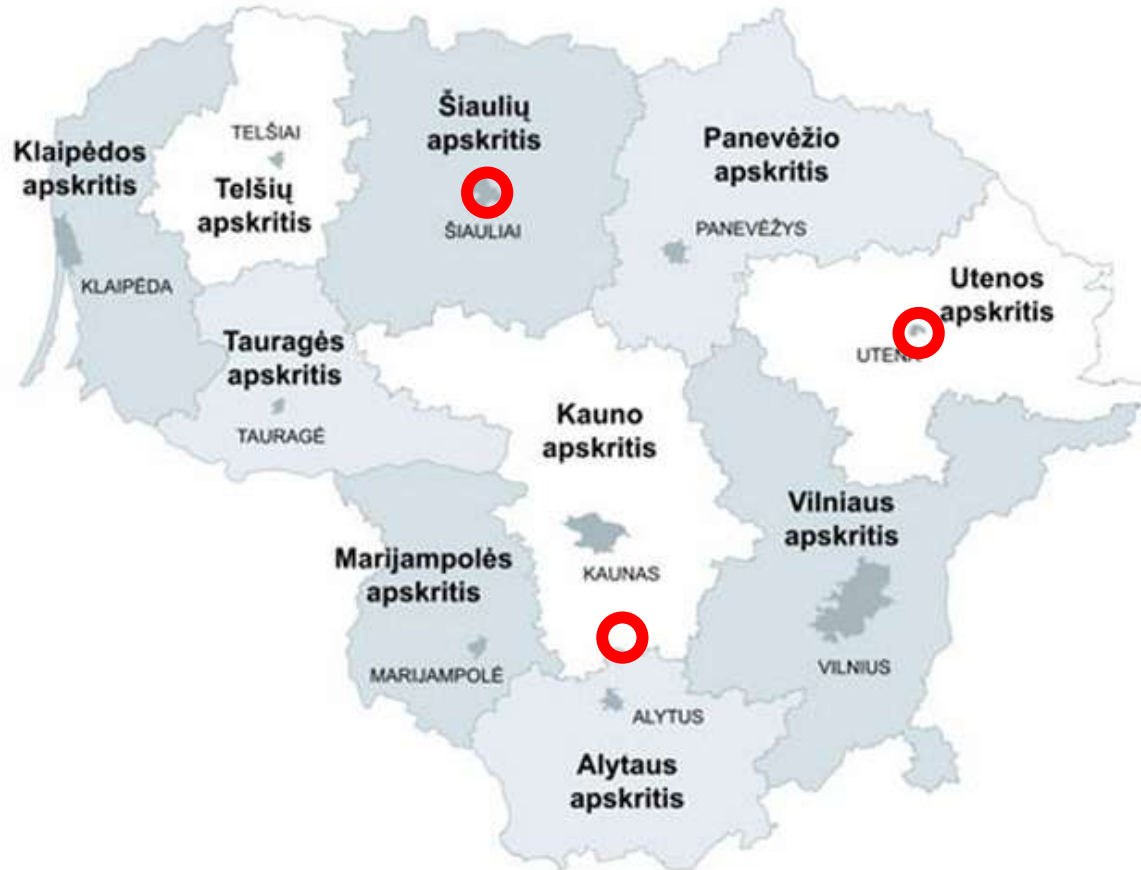 Klaipėdos
apskritis
TELŠIAI
Telšių
apskritis
Šiaulių
apskritis
ŠIAULIAI
Panevėžio
apskritis
PANEVĖŽYS
KLAIPĖDA
Utenos
apskritis
UTENA
Tauragės
apskritis
TAURAGĖ
Kauno
apskritis
KAUNAS
Vilniaus
apskritis
VILNIUS
Marijampolės
apskritis
MARIJAMPOLĖ
ALYTUS
Alytaus
apskritis